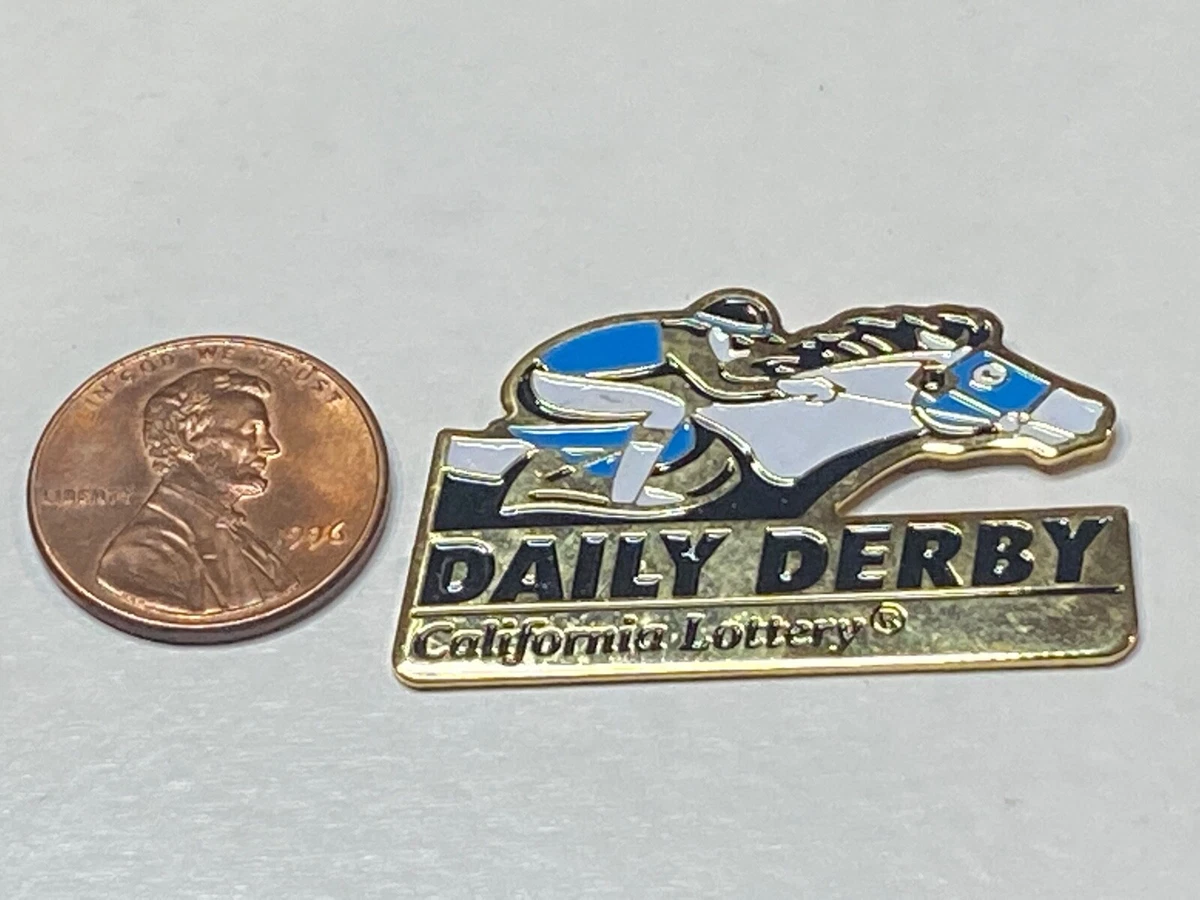 IN GOD WE TRUST
LIBERTY
1996
DAILY DERBY
California Lottery®